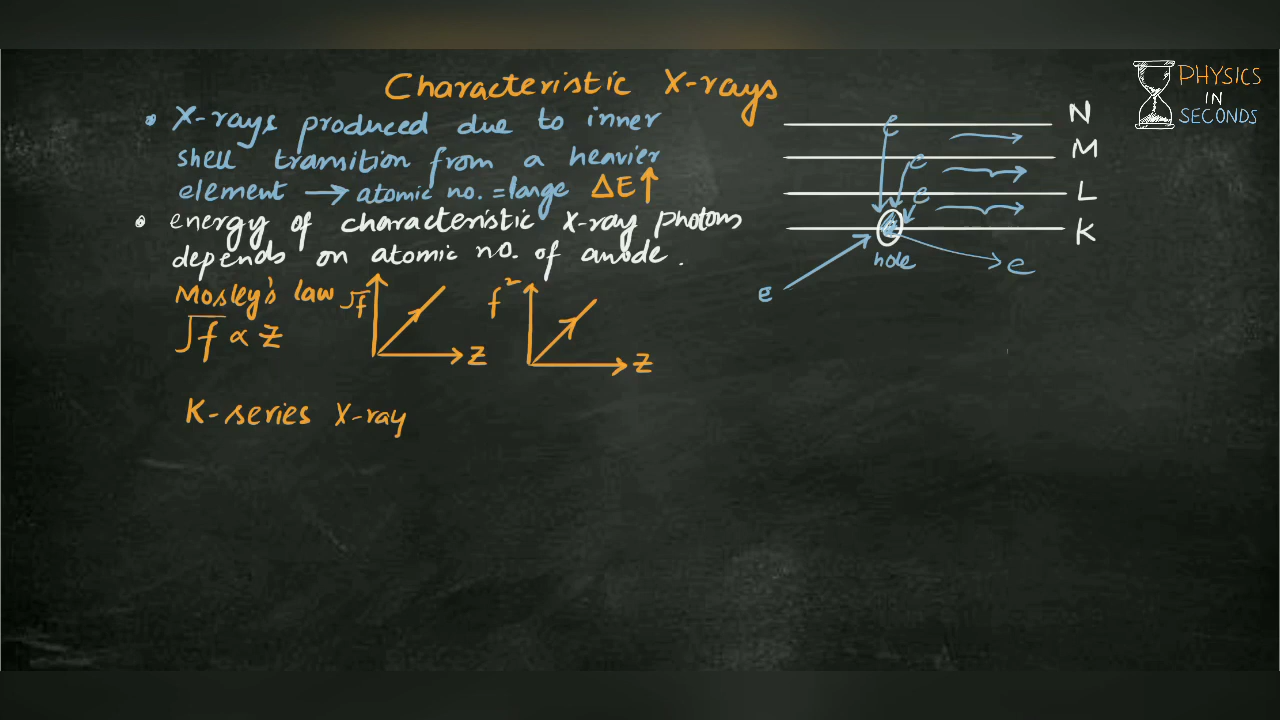 Characteristic X-rays
• X-rays produced due to inner
shell transition from a heavier
element → atomic no. = large ΔE↑
• energy of characteristic X-ray photons
depends on atomic no. of anode.
Mosley's law
√f ∝ Z
√f
Z
f²
Z
K-series X-ray
N
M
L
K
e
e
e
hole
e
e
PHYSICS
IN
SECONDS